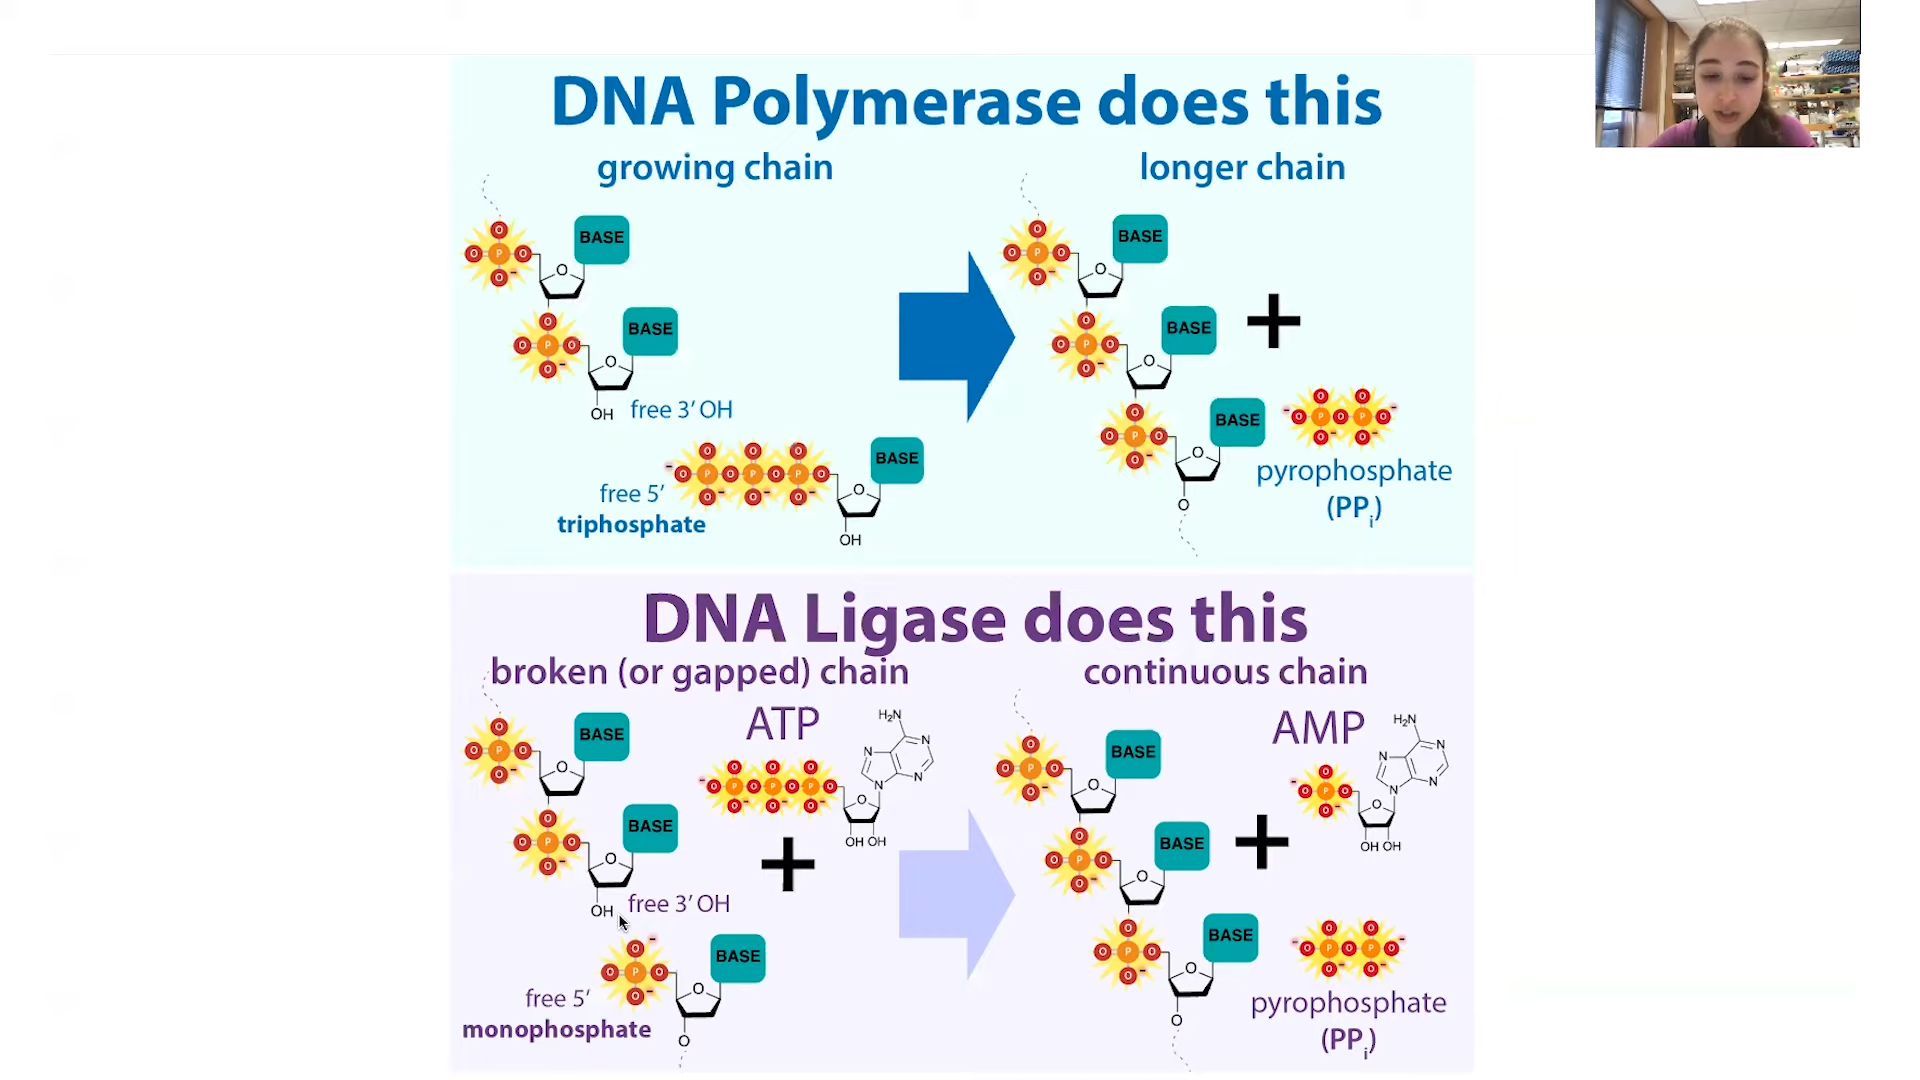 DNA Polymerase does this
growing chain
longer chain
BASE
BASE
O
P
O
O
O
O
O
P
O
O
O
O
BASE
BASE
+
O
P
O
O
O
O
O
P
O
O
O
O
OH
free 3’ OH
BASE
BASE
free 5’
triphosphate
OH
O
pyrophosphate
(PPi)
DNA Ligase does this
broken (or gapped) chain
continuous chain
ATP
AMP
H₂N
H₂N
N
N
N
N
N
N
N
N
BASE
BASE
OH OH
OH OH
BASE
BASE
+
+
OH
free 3’ OH
BASE
BASE
free 5’
monophosphate
O
O
pyrophosphate
(PPi)